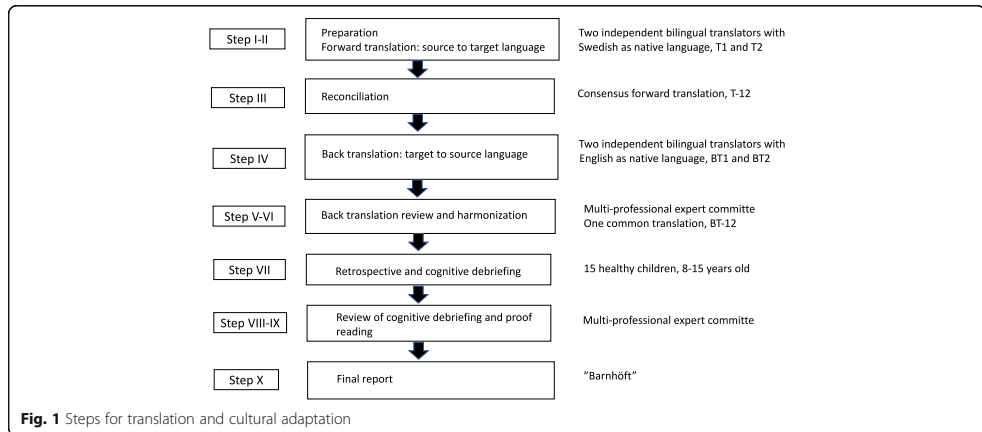 Step I-II
Preparation
Forward translation: source to target language
Two independent bilingual translators with
Swedish as native language, T1 and T2
Step III
Reconciliation
Consensus forward translation, T-12
Step IV
Back translation: target to source language
Two independent bilingual translators with
English as native language, BT1 and BT2
Step V-VI
Back translation review and harmonization
Multi-professional expert committe
One common translation, BT-12
Step VII
Retrospective and cognitive debriefing
15 healthy children, 8-15 years old
Step VIII-IX
Review of cognitive debriefing and proof
reading
Multi-professional expert committe
Step X
Final report
”Barnhöft”
Fig. 1 Steps for translation and cultural adaptation